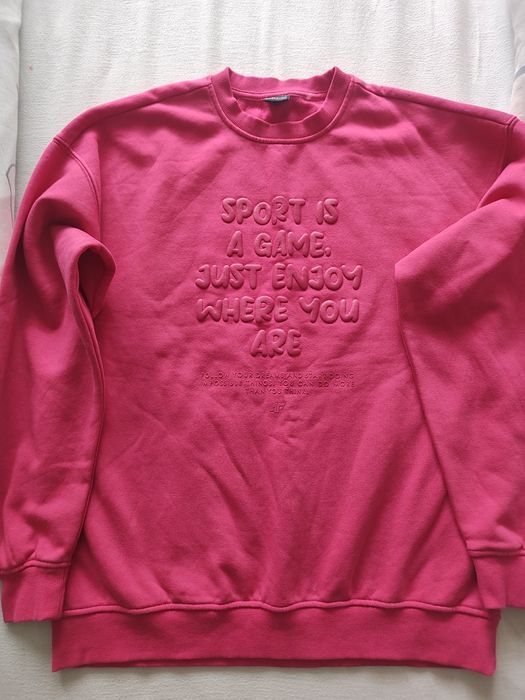 SPORT IS
A GAME.
JUST ENJOY
WHERE YOU
ARE
FOLLOW YOUR DREAMS AND START DOING
IMPOSSIBLE THINGS. YOU CAN DO MORE
THAN YOU THINK!